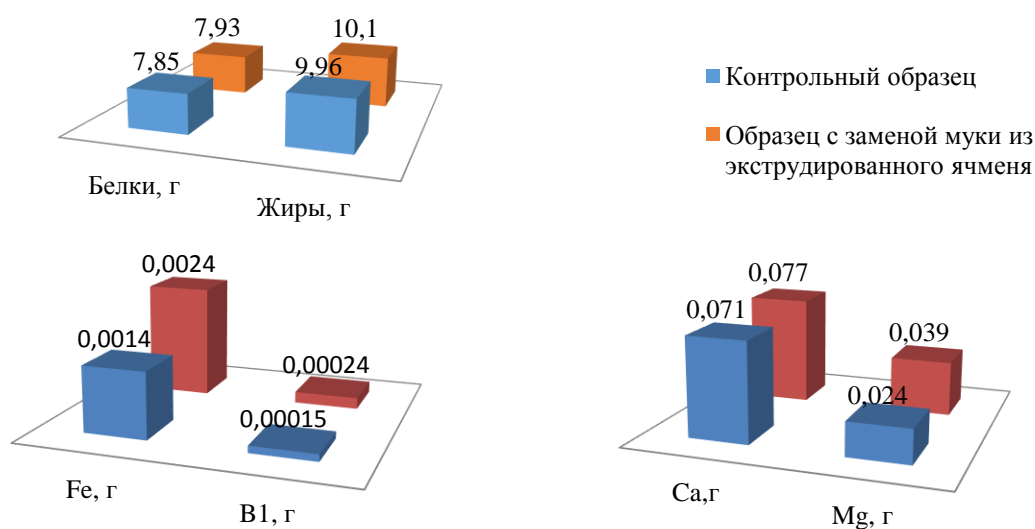 7,93
10,1
7,85
9,96
Белки, г
Жиры, г
Контрольный образец
Образец с заменой муки из
экструдированного ячменя
0,0024
0,0014
0,00024
0,00015
Fe, г
B1, г
0,077
0,071
0,039
0,024
Ca,г
Mg, г